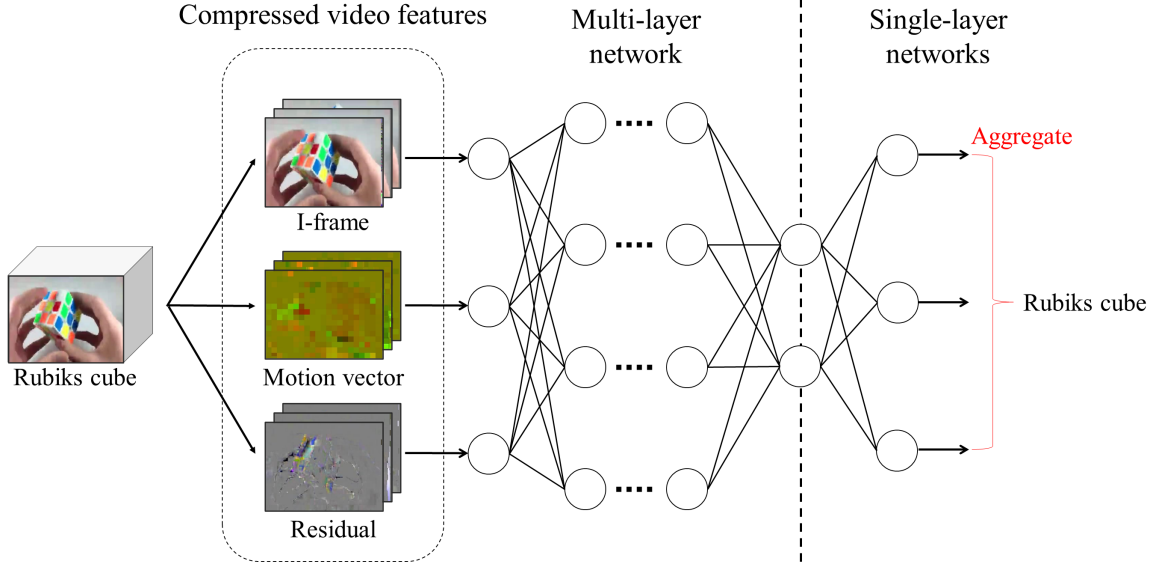 Compressed video features
Multi-layer
network
Single-layer
networks
I-frame
Motion vector
Residual
Rubiks cube
Aggregate
Rubiks cube